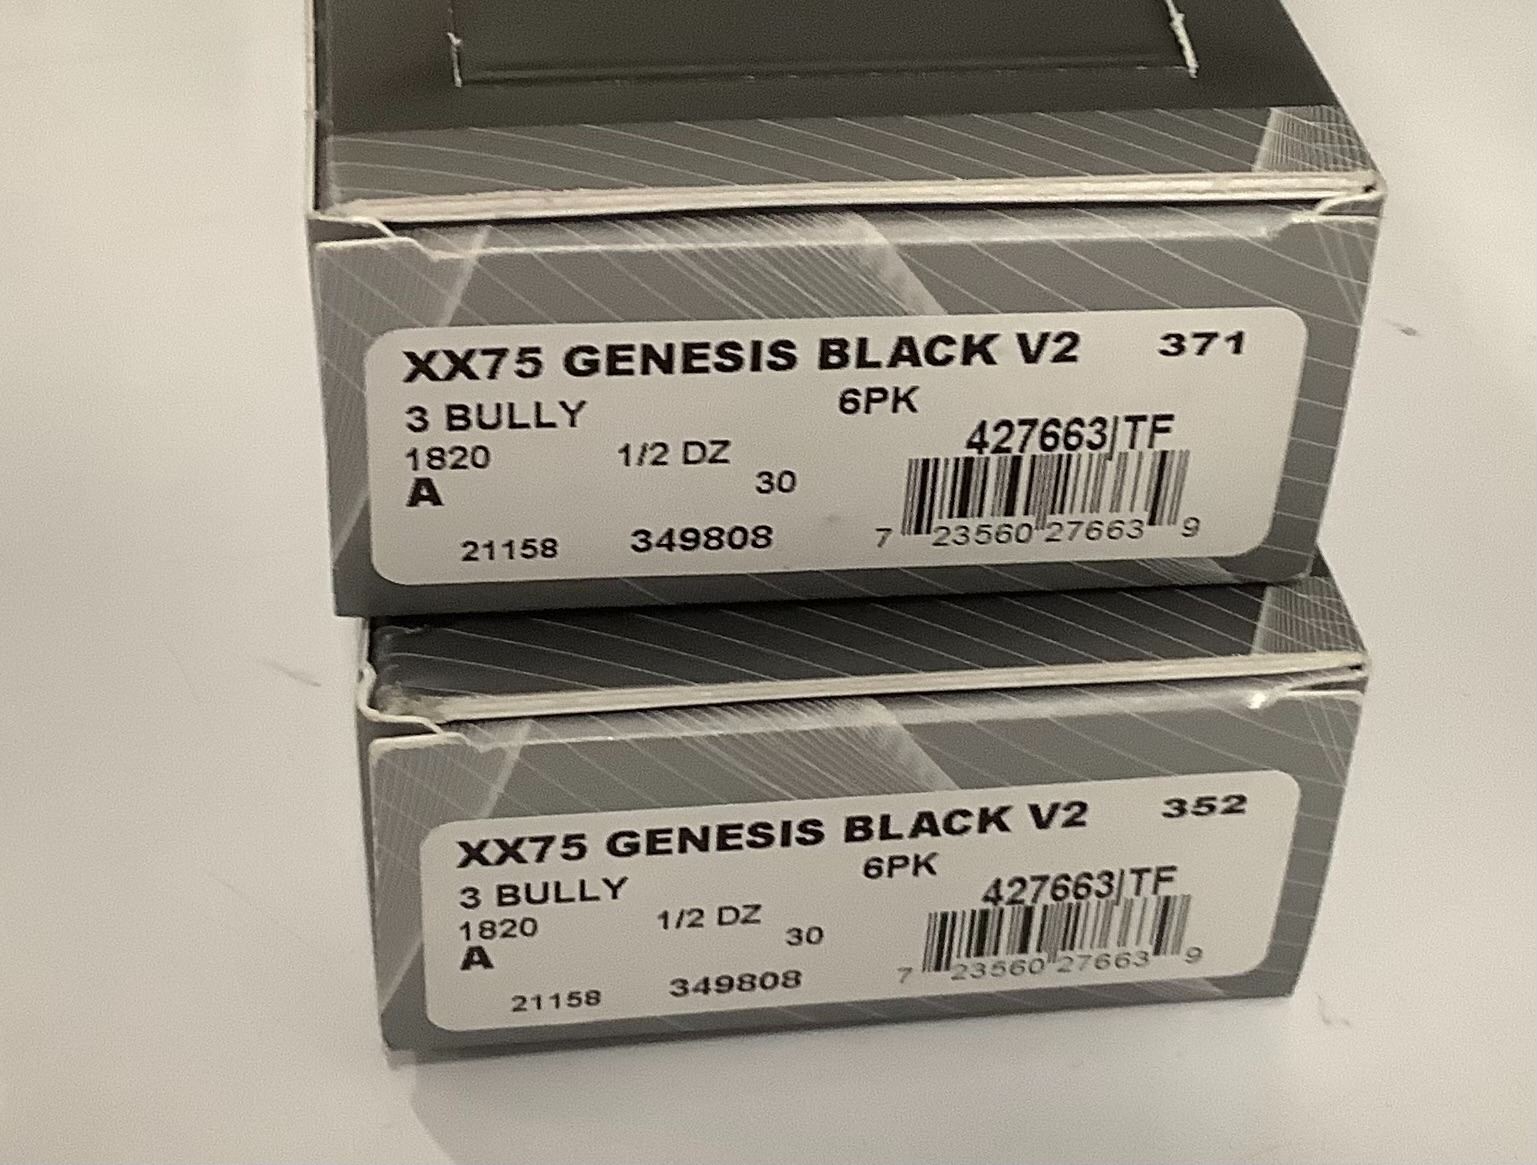 XX75 GENESIS BLACK V2 371
3 BULLY 6PK
427663|TF
1820 1/2 DZ
A 30
21158 349808 7 23560 27663 9
XX75 GENESIS BLACK V2 352
3 BULLY 6PK
427663|TF
1820 1/2 DZ
A 30
21158 349808 7 23560 27663 9